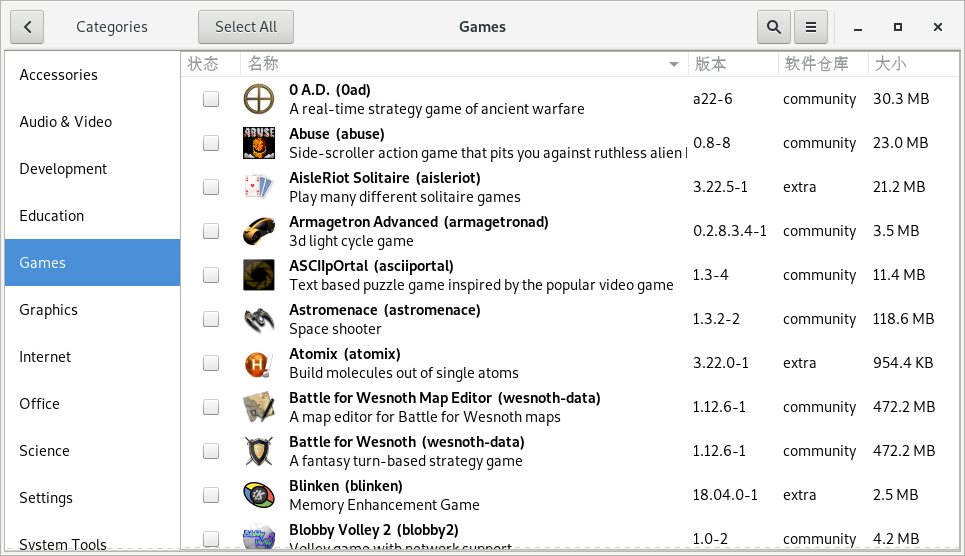 Categories
Select All
Games
Accessories
Audio & Video
Development
Education
Games
Graphics
Internet
Office
Science
Settings
System Tools
状态 名称 版本 软件仓库 大小
0 A.D. (0ad)
A real-time strategy game of ancient warfare
a22-6 community 30.3 MB
Abuse (abuse)
Side-scroller action game that pits you against ruthless alien
0.8-8 community 23.0 MB
AisleRiot Solitaire (aisleriot)
Play many different solitaire games
3.22.5-1 extra 21.2 MB
Armagetron Advanced (armagetronad)
3d light cycle game
0.2.8.3.4-1 community 3.5 MB
ASCIIpOrtal (asciiportal)
Text based puzzle game inspired by the popular video game
1.3-4 community 11.4 MB
Astromenace (astromenace)
Space shooter
1.3.2-2 community 118.6 MB
Atomix (atomix)
Build molecules out of single atoms
3.22.0-1 extra 954.4 KB
Battle for Wesnoth Map Editor (wesnoth-data)
A map editor for Battle for Wesnoth maps
1.12.6-1 community 472.2 MB
Battle for Wesnoth (wesnoth-data)
A fantasy turn-based strategy game
1.12.6-1 community 472.2 MB
Blinken (blinken)
Memory Enhancement Game
18.04.0-1 extra 2.5 MB
Blobby Volley 2 (blobby2)
Volley game with network support
1.0-2 community 4.2 MB